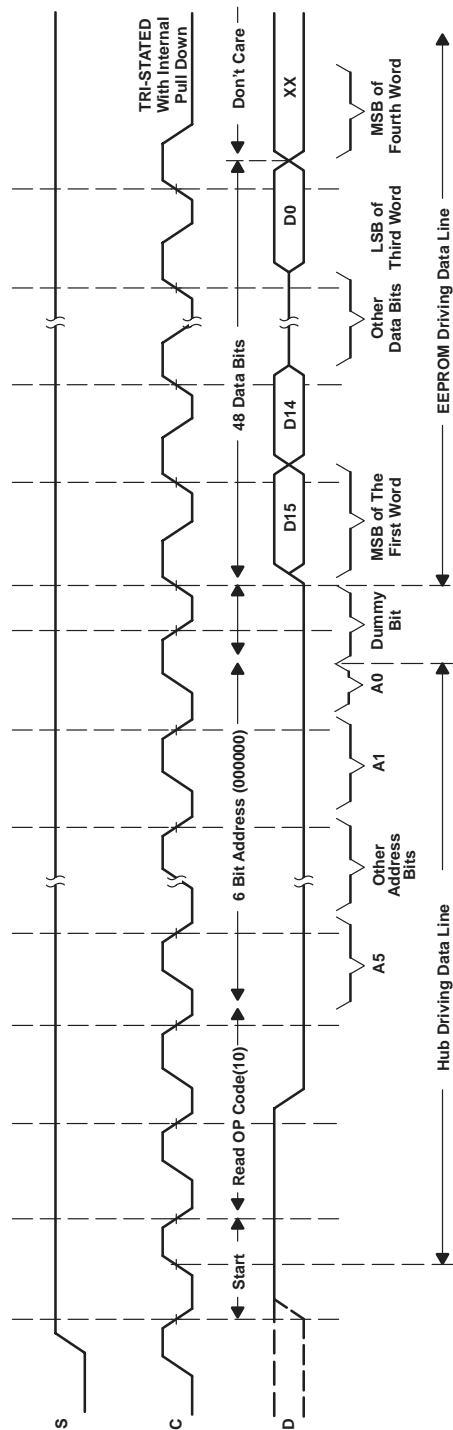 S
C
TRI-STATED
With Internal
Pull Down
Start
Read OP Code(10)
6 Bit Address (000000)
48 Data Bits
Don't Care
D
D15
D14
D0
XX
A5
Other
Address
Bits
A1
A0
Dummy
Bit
MSB of The
First Word
Other
Data Bits
LSB of
Third Word
MSB of
Fourth Word
Hub Driving Data Line
EEPROM Driving Data Line